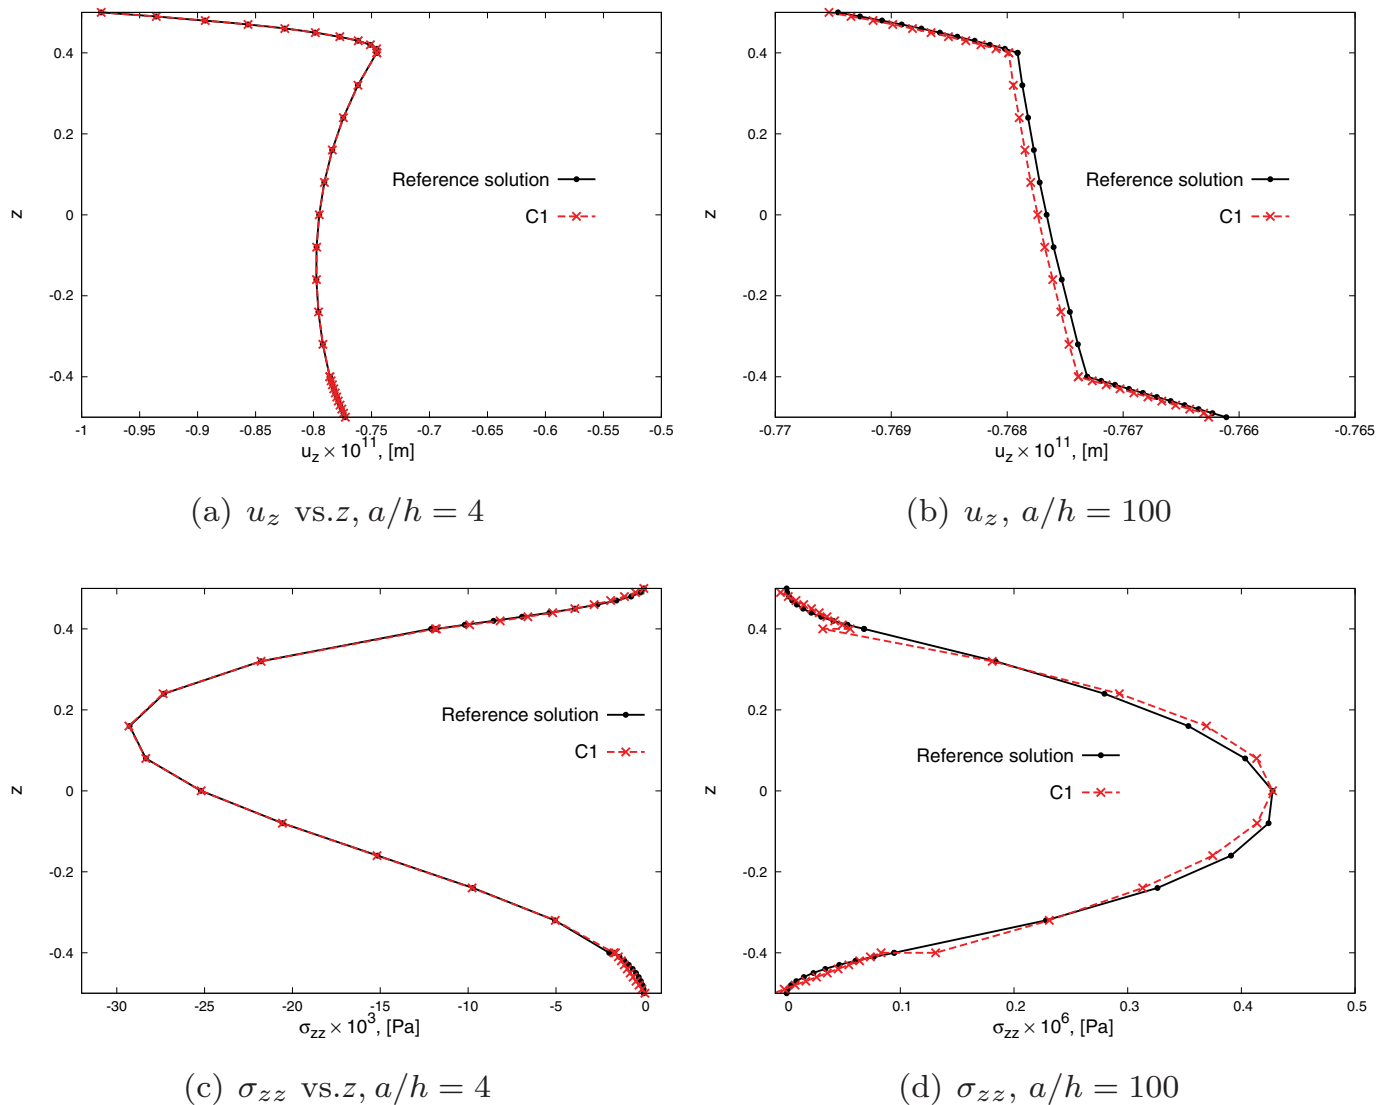 0.4
0.2
0
-0.2
-0.4
z
-1 -0.95 -0.9 -0.85 -0.8 -0.75 -0.7 -0.65 -0.6 -0.55 -0.5
u_z × 10^11, [m]
Reference solution
C1
(a) u_z vs.z, a/h = 4
0.4
0.2
0
-0.2
-0.4
z
-0.77 -0.769 -0.768 -0.767 -0.766 -0.765
u_z × 10^11, [m]
Reference solution
C1
(b) u_z, a/h = 100
0.4
0.2
0
-0.2
-0.4
z
-30 -25 -20 -15 -10 -5 0
σ_zz × 10^3, [Pa]
Reference solution
C1
(c) σ_zz vs.z, a/h = 4
0.4
0.2
0
-0.2
-0.4
z
0 0.1 0.2 0.3 0.4 0.5
σ_zz × 10^6, [Pa]
Reference solution
C1
(d) σ_zz, a/h = 100